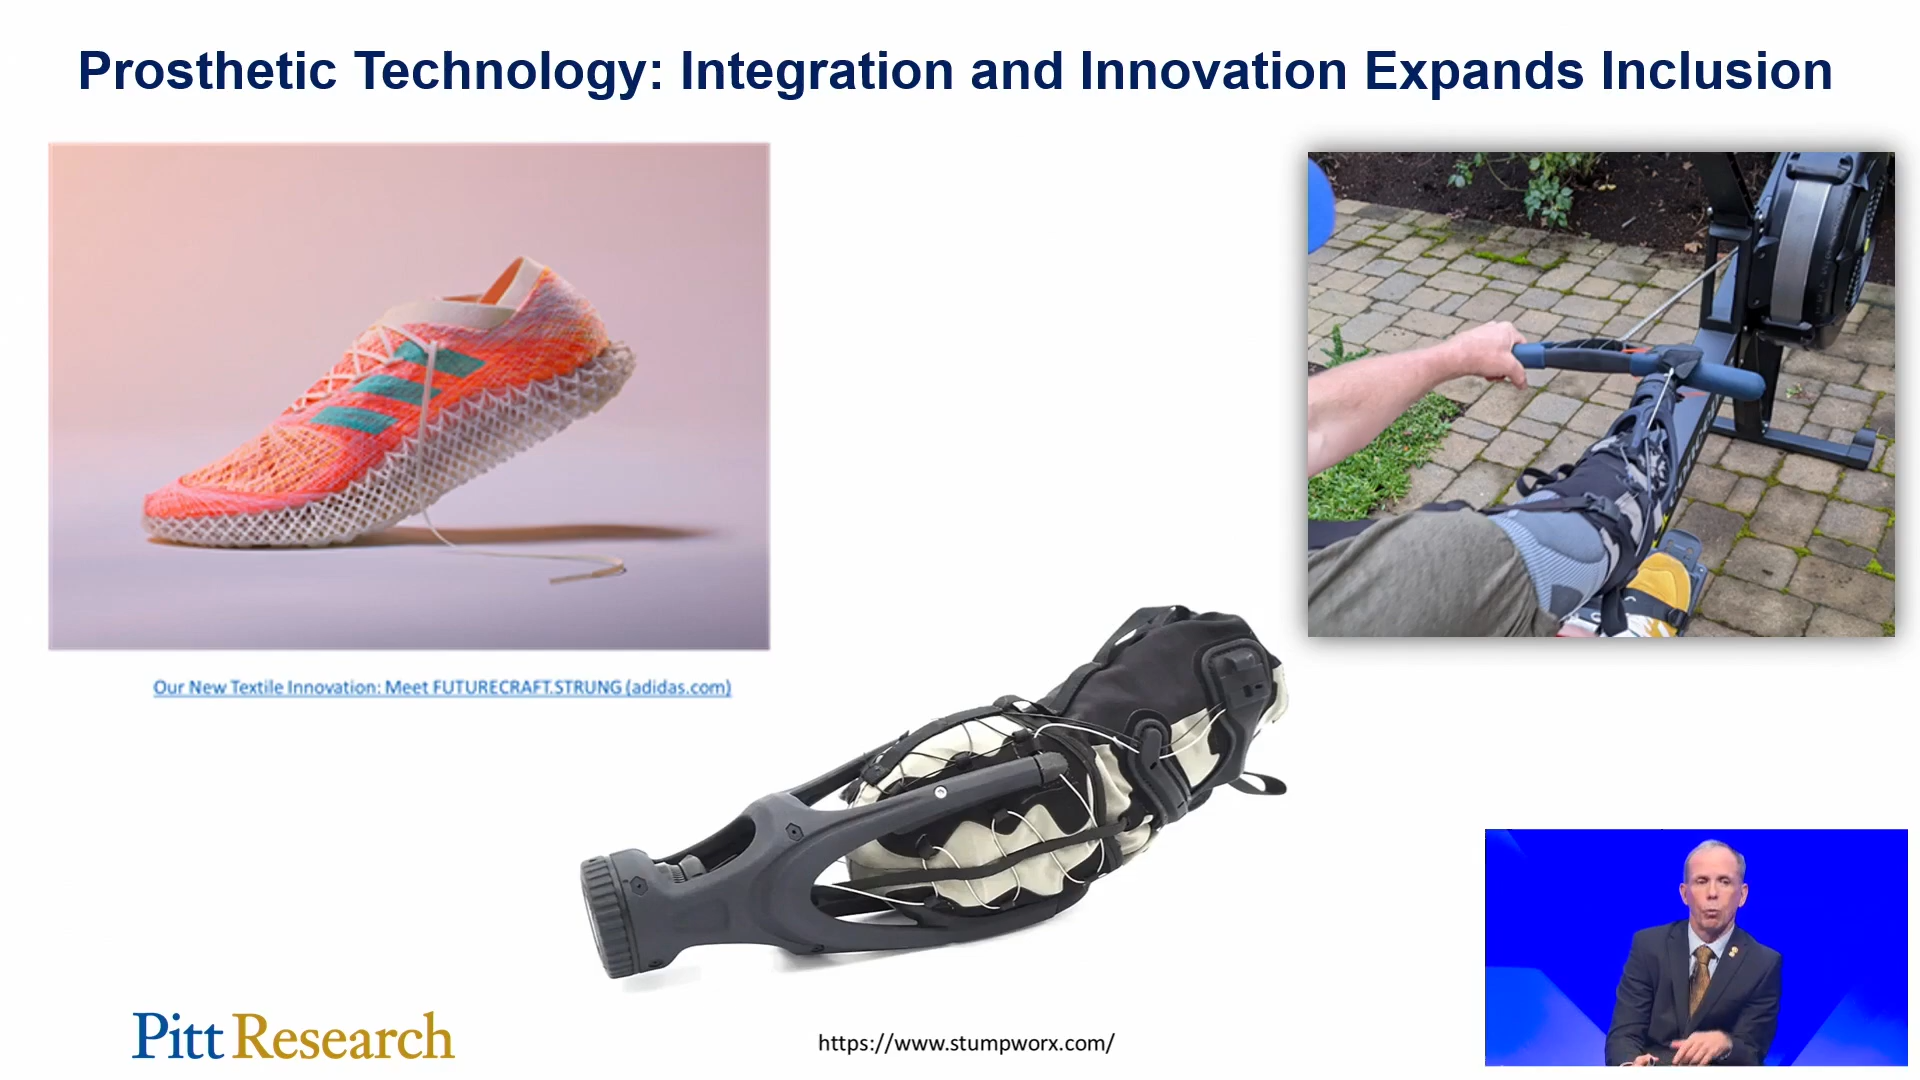 Prosthetic Technology: Integration and Innovation Expands Inclusion
Our New Textile Innovation: Meet FUTURECRAFT.STRUNG (adidas.com)
Pitt Research
https://www.stumpworx.com/